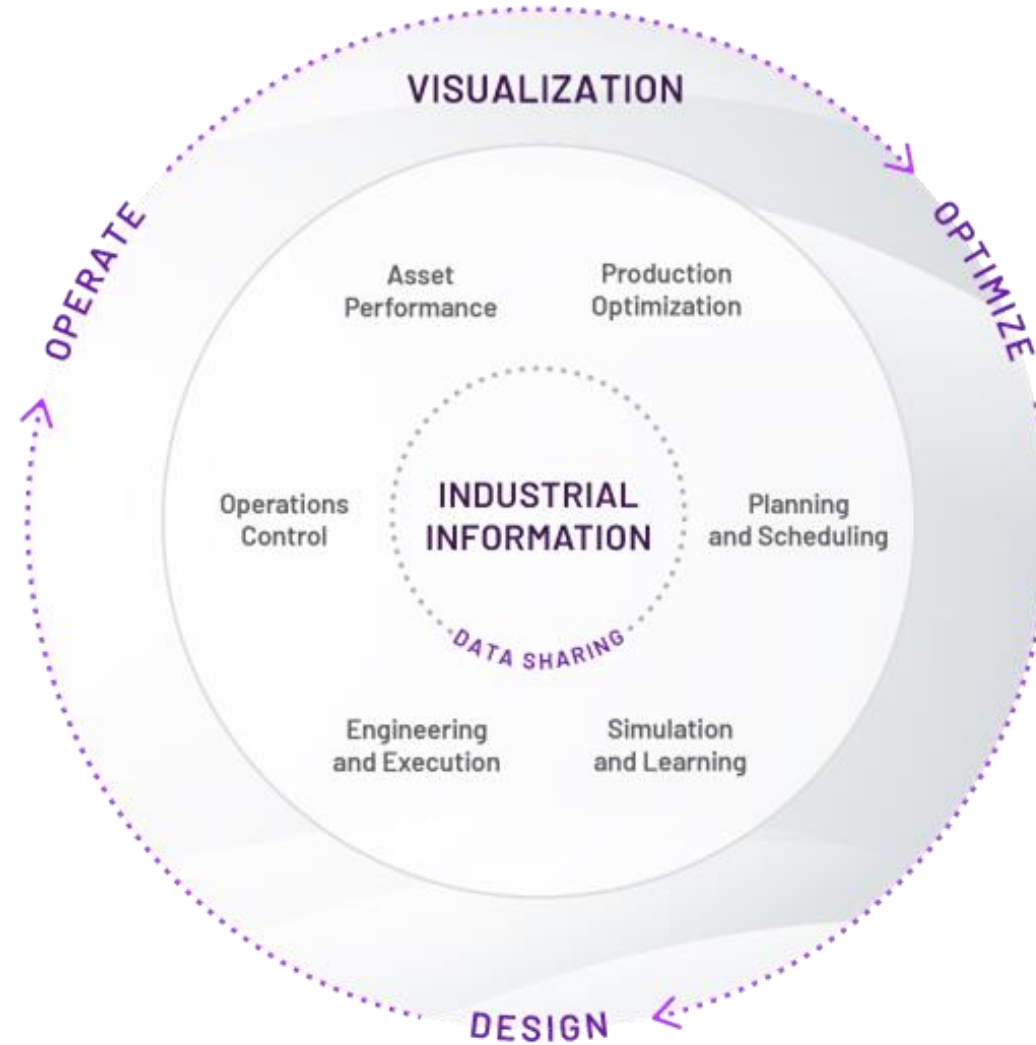 VISUALIZATION
OPERATE
OPTIMIZE
Asset
Performance
Production
Optimization
Operations
Control
INDUSTRIAL
INFORMATION
Planning
and Scheduling
DATA SHARING
Engineering
and Execution
Simulation
and Learning
DESIGN